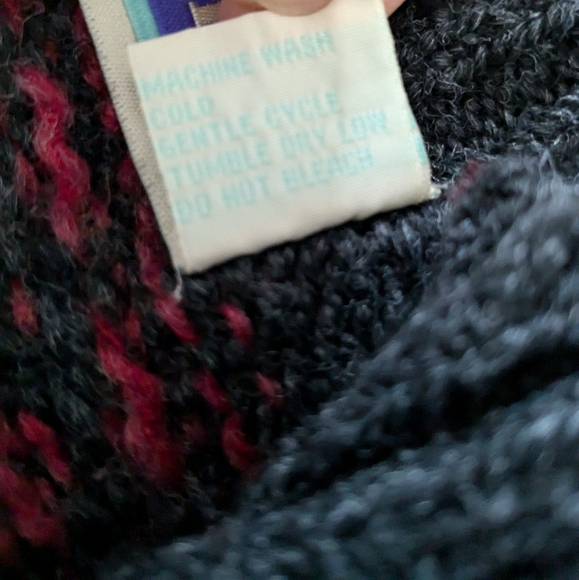 MACHINE WASH
COLD
GENTLE CYCLE
TUMBLE DRY LOW
DO NOT BLEACH